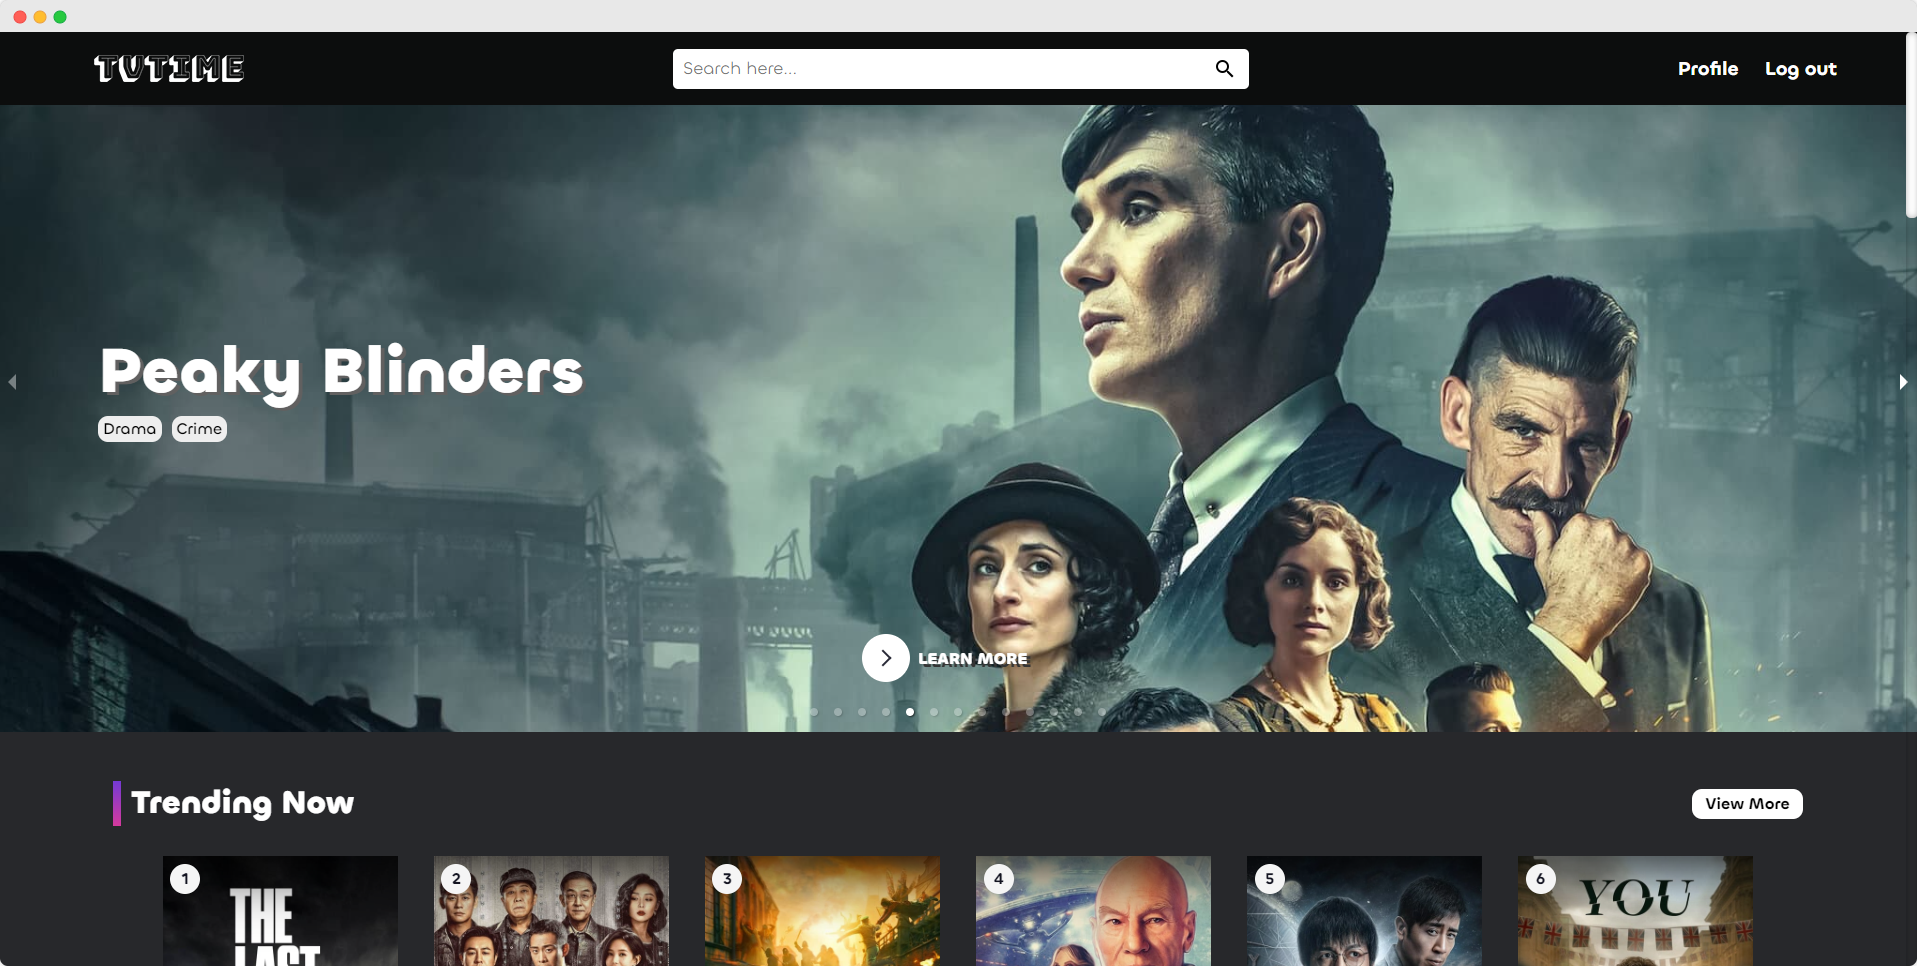 TVTIME
Search here...
Profile
Log out
Peaky Blinders
Drama
Crime
LEARN MORE
Trending Now
View More
1
2
3
4
5
6
THE
LAST
YOU